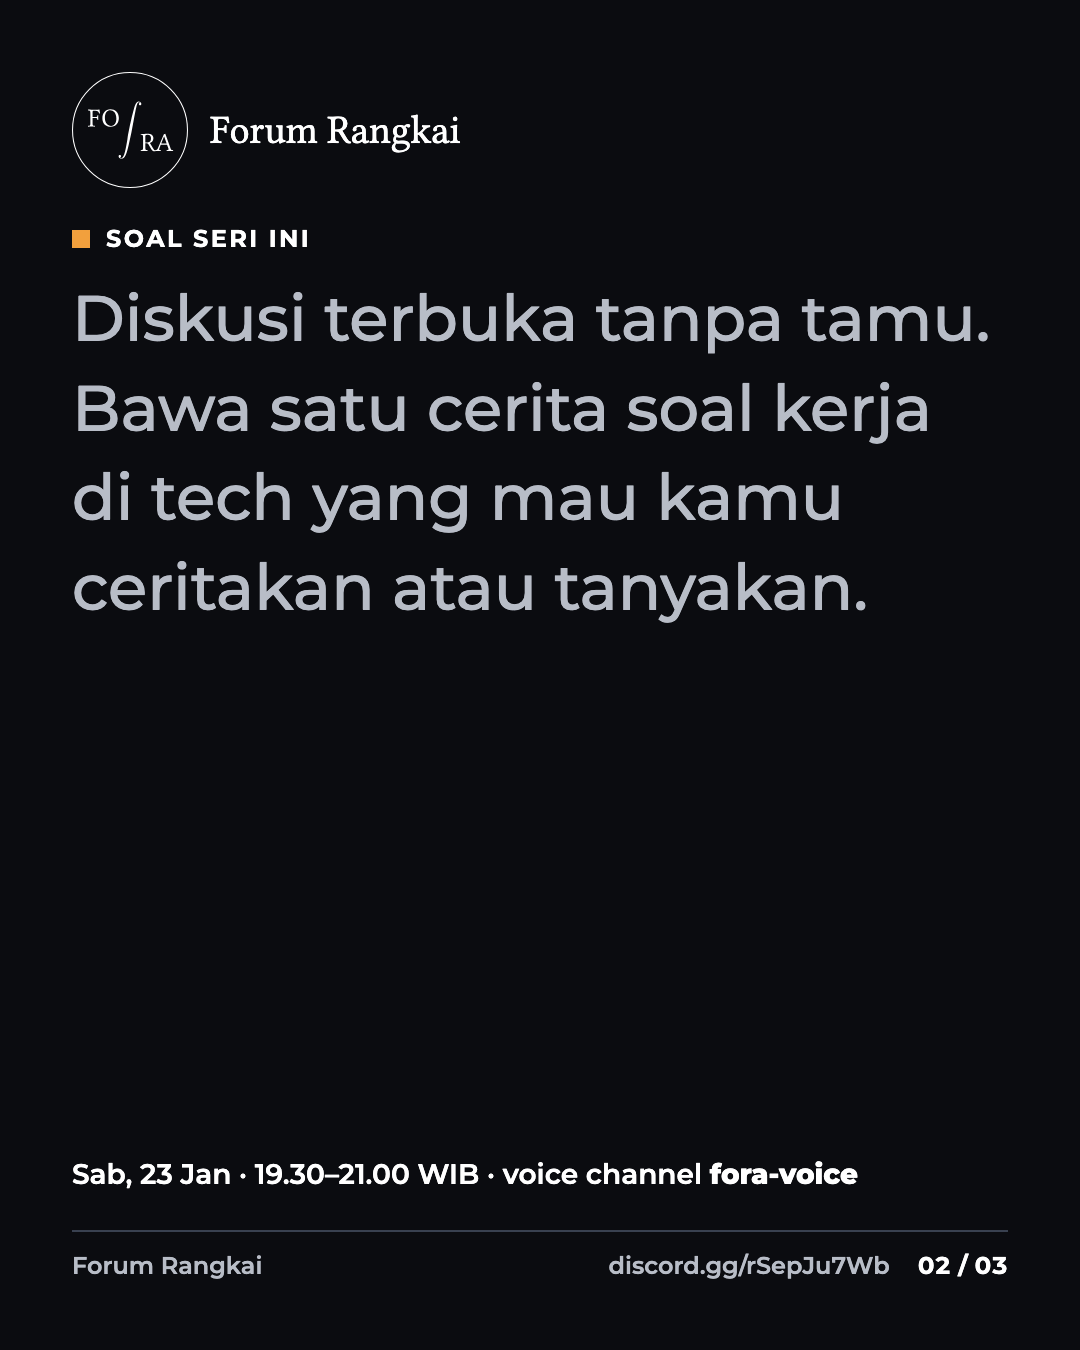 FO
RA
Forum Rangkai
SOAL SERI INI
Diskusi terbuka tanpa tamu.
Bawa satu cerita soal kerja
di tech yang mau kamu
ceritakan atau tanyakan.
Sab, 23 Jan · 19.30–21.00 WIB · voice channel fora-voice
Forum Rangkai
discord.gg/rSepJu7Wb 02 / 03